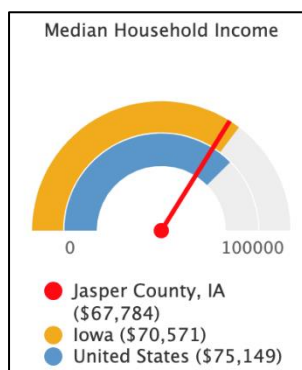 Median Household Income
0 100000
Jasper County, IA
($67,784)
Iowa ($70,571)
United States ($75,149)